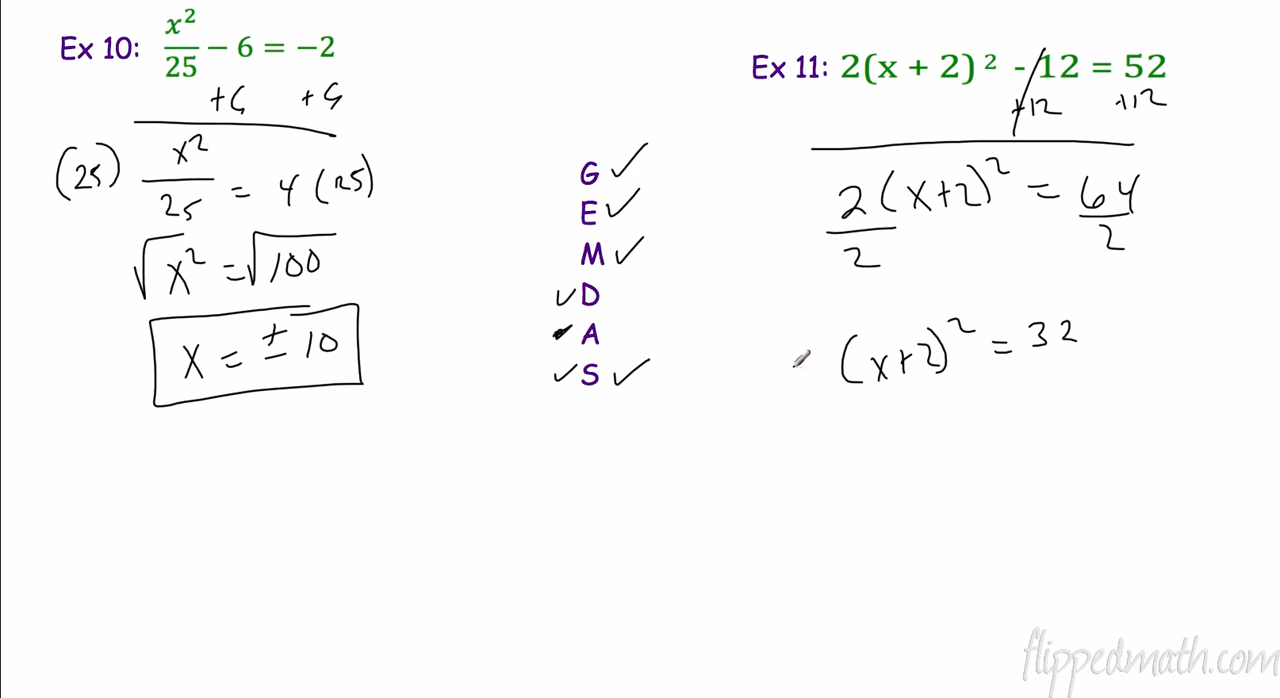 Ex 10: x²/25 − 6 = −2
+6 +6
(25) x²/25 = 4 (25)
√x² = √100
x = ± 10
G ✓
E ✓
M ✓
✓ D
A
✓ S ✓
Ex 11: 2(x + 2)² - 12 = 52
+12 +12
2(x+2)²/2 = 64/2
(x+2)² = 32
flippedmath.com